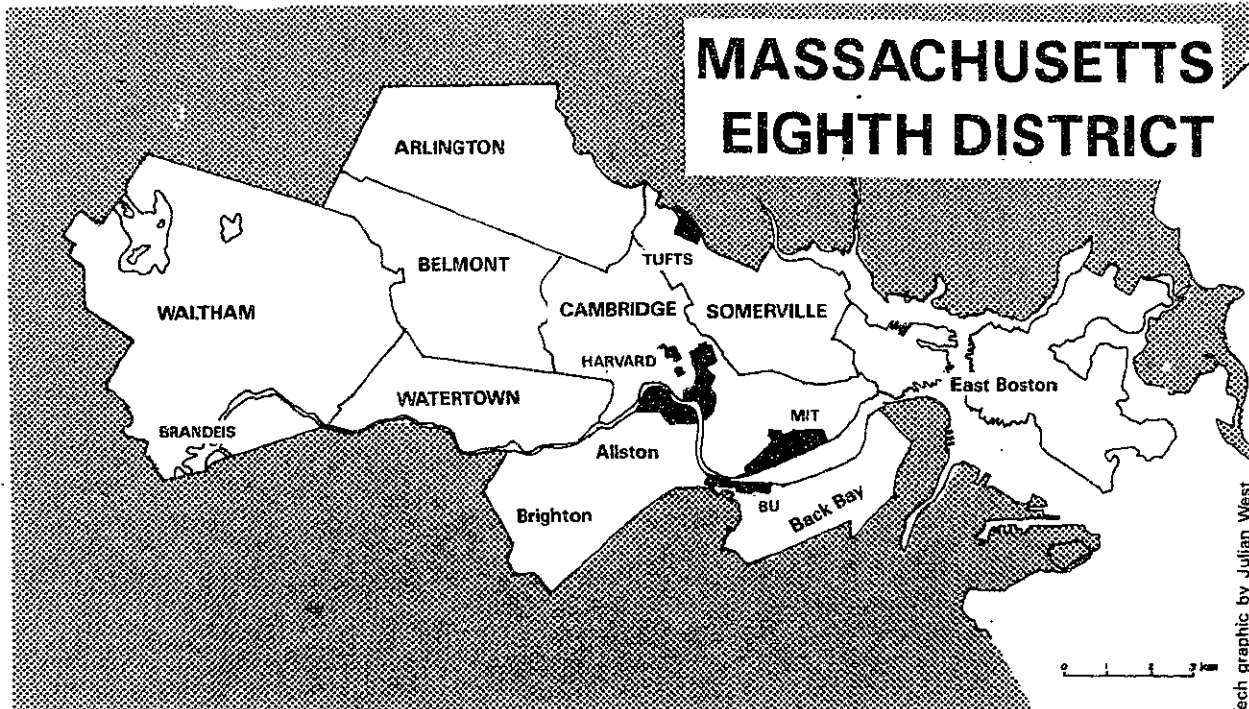 MASSACHUSETTS
EIGHTH DISTRICT
ARLINGTON
BELMONT
TUFTS
WALTHAM
CAMBRIDGE
SOMERVILLE
HARVARD
East Boston
WATERTOWN
MIT
BRANDEIS
Allston
BU
Back Bay
Brighton
0 1 2 3 km
ech graphic by Julian West